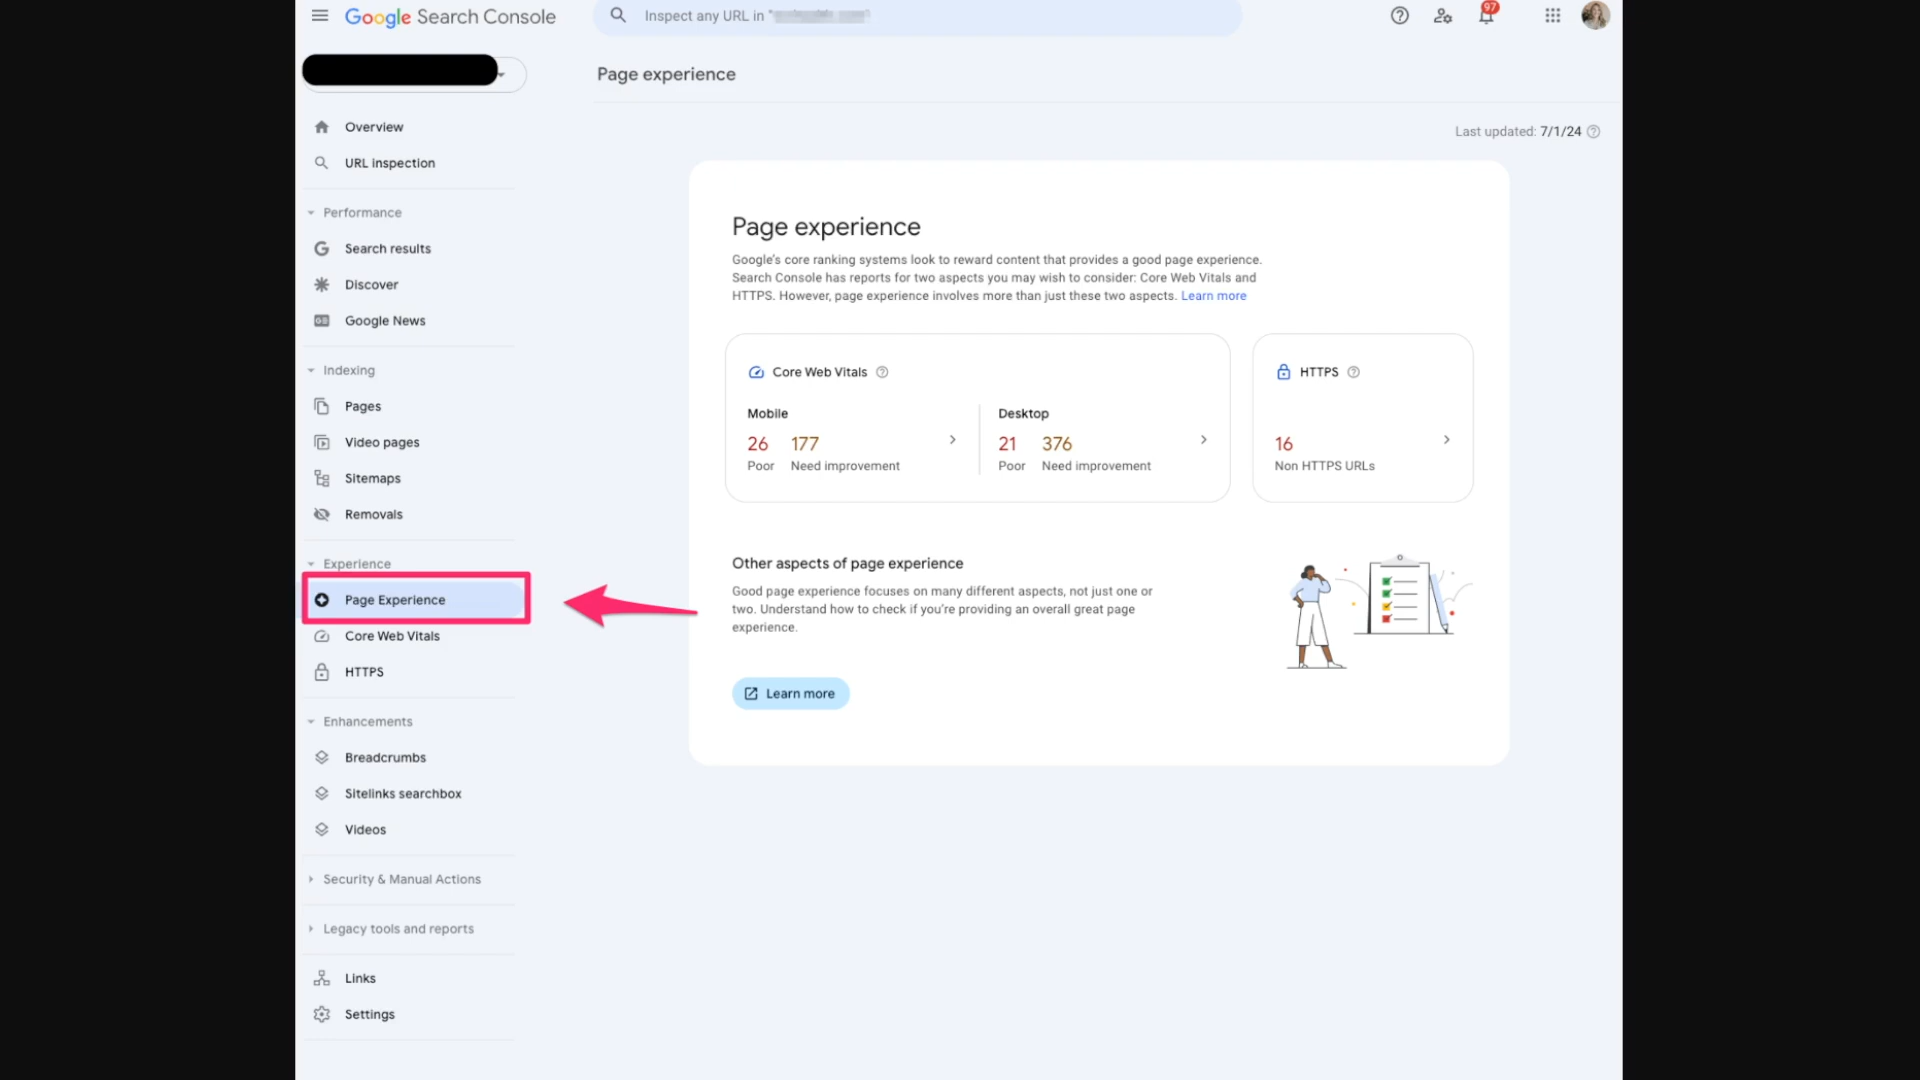 Google Search Console
Inspect any URL in "
97
Page experience
Last updated: 7/1/24
Overview
URL inspection
Performance
Search results
Discover
Google News
Indexing
Pages
Video pages
Sitemaps
Removals
Experience
Page Experience
Core Web Vitals
HTTPS
Enhancements
Breadcrumbs
Sitelinks searchbox
Videos
Security & Manual Actions
Legacy tools and reports
Links
Settings
Page experience
Google's core ranking systems look to reward content that provides a good page experience.
Search Console has reports for two aspects you may wish to consider: Core Web Vitals and
HTTPS. However, page experience involves more than just these two aspects. Learn more
Core Web Vitals
Mobile
26 177
Poor Need improvement
Desktop
21 376
Poor Need improvement
HTTPS
16
Non HTTPS URLs
Other aspects of page experience
Good page experience focuses on many different aspects, not just one or
two. Understand how to check if you're providing an overall great page
experience.
Learn more